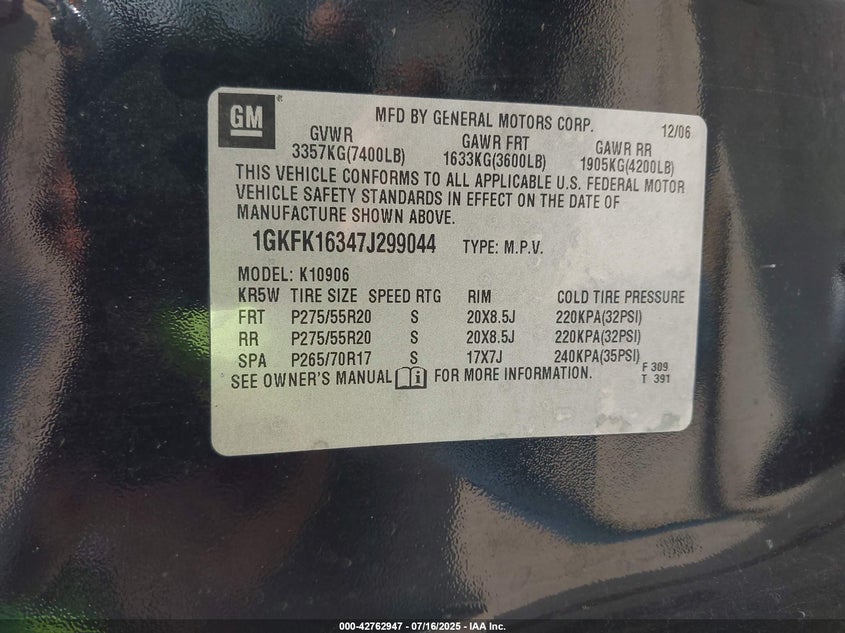 GM
MFD BY GENERAL MOTORS CORP. 12/06
GVWR GAWR FRT GAWR RR
3357KG(7400LB) 1633KG(3600LB) 1905KG(4200LB)
THIS VEHICLE CONFORMS TO ALL APPLICABLE U.S. FEDERAL MOTOR
VEHICLE SAFETY STANDARDS IN EFFECT ON THE DATE OF
MANUFACTURE SHOWN ABOVE.
1GKFK16347J299044 TYPE: M.P.V.
MODEL: K10906
KR5W TIRE SIZE SPEED RTG RIM COLD TIRE PRESSURE
FRT P275/55R20 S 20X8.5J 220KPA(32PSI)
RR P275/55R20 S 20X8.5J 220KPA(32PSI)
SPA P265/70R17 S 17X7J 240KPA(35PSI)
SEE OWNER'S MANUAL FOR MORE INFORMATION.
F 309
T 391
000-42762947 - 07/16/2025 - IAA Inc.